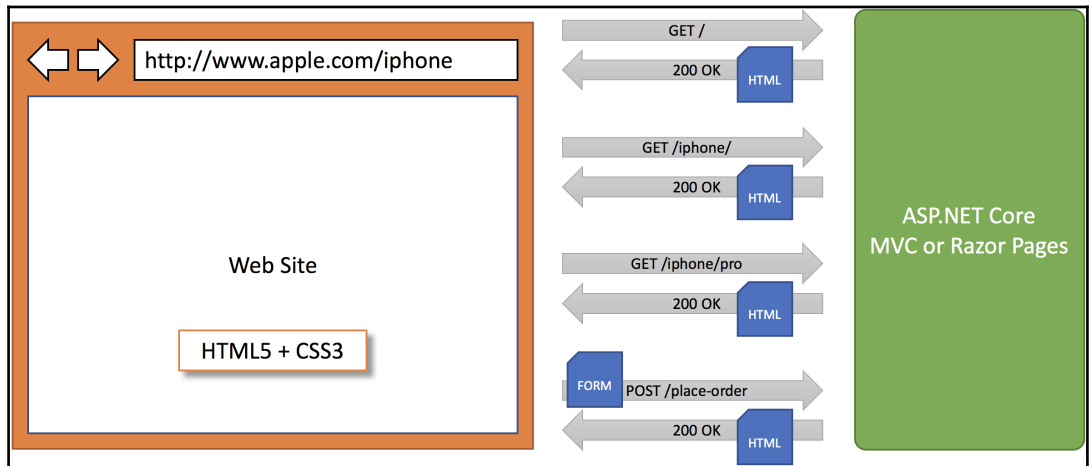 http://www.apple.com/iphone
Web Site
HTML5 + CSS3
GET /
200 OK
HTML
GET /iphone/
200 OK
HTML
GET /iphone/pro
200 OK
HTML
FORM
POST /place-order
200 OK
HTML
ASP.NET Core
MVC or Razor Pages